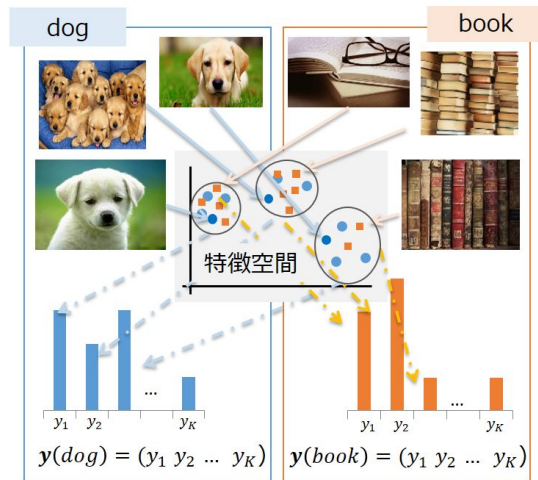 dog
book
特徴空間
...
...
y1 y2 yK
y1 y2 yK
y(dog) = (y1 y2 ... yK)
y(book) = (y1 y2 ... yK)